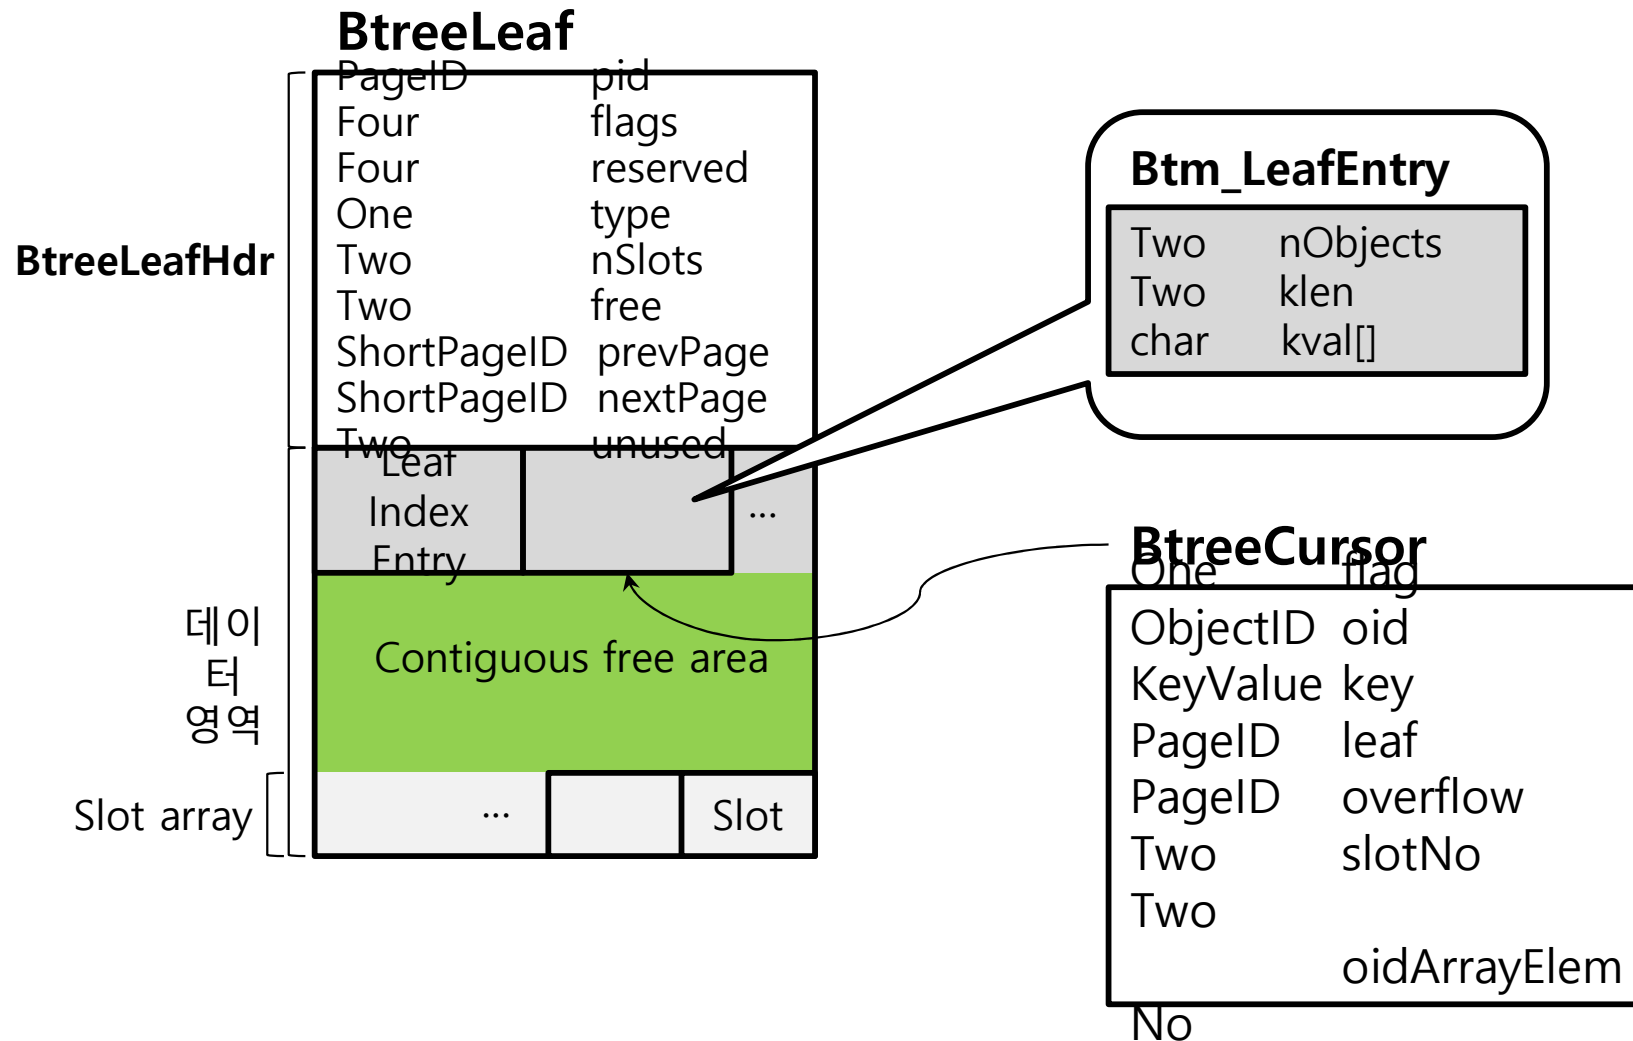 BtreeLeaf
PageID pid
Four flags
Four reserved
One type
Two nSlots
Two free
ShortPageID prevPage
ShortPageID nextPage
Two unused
BtreeLeafHdr
Leaf
Index
Entry
...
데이
터
영역
Contiguous free area
Slot array
...
Slot
Btm_LeafEntry
Two nObjects
Two klen
char kval[]
BtreeCursor
One flag
ObjectID oid
KeyValue key
PageID leaf
PageID overflow
Two slotNo
Two
oidArrayElem
No